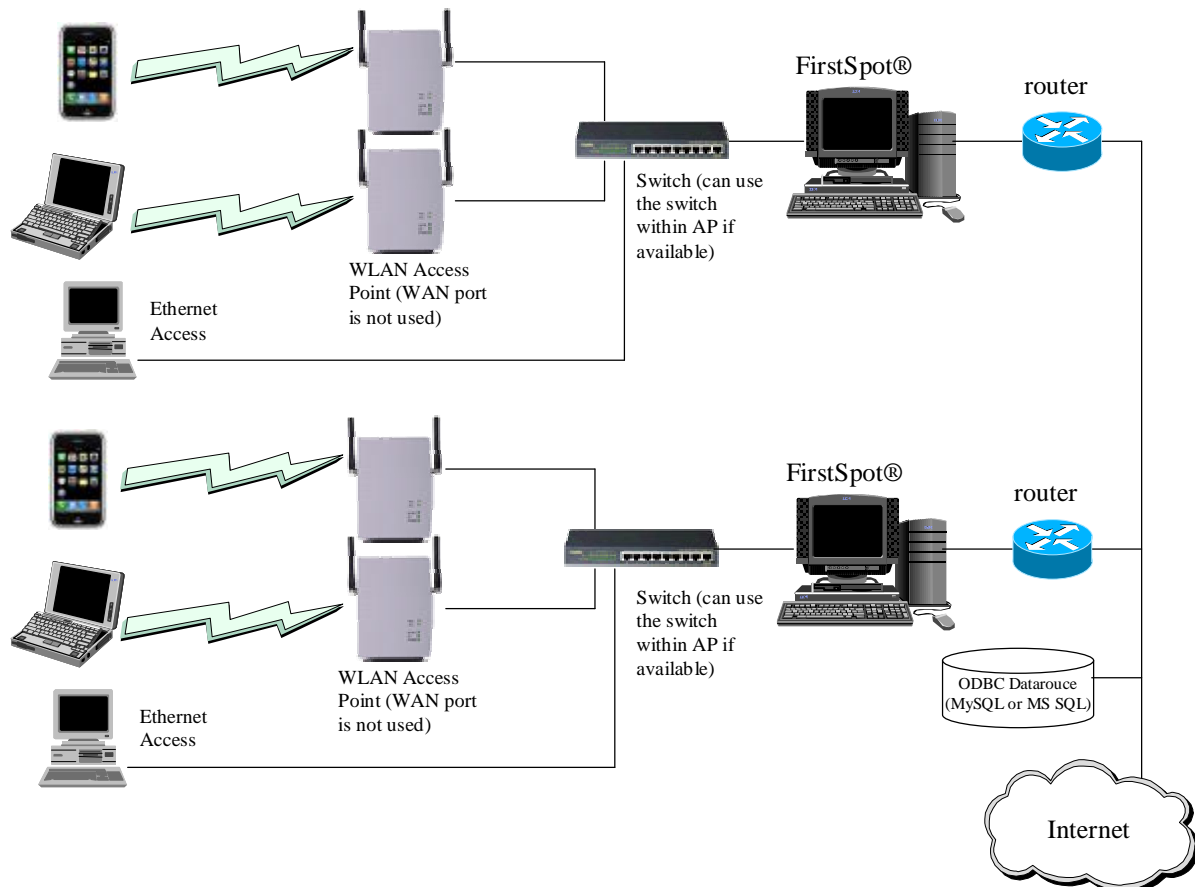 FirstSpot®
router
Switch (can use
the switch
within AP if
available)
WLAN Access
Point (WAN port
is not used)
Ethernet
Access
FirstSpot®
router
Switch (can use
the switch
within AP if
available)
WLAN Access
Point (WAN port
is not used)
Ethernet
Access
ODBC Datarouce
(MySQL or MS SQL)
Internet